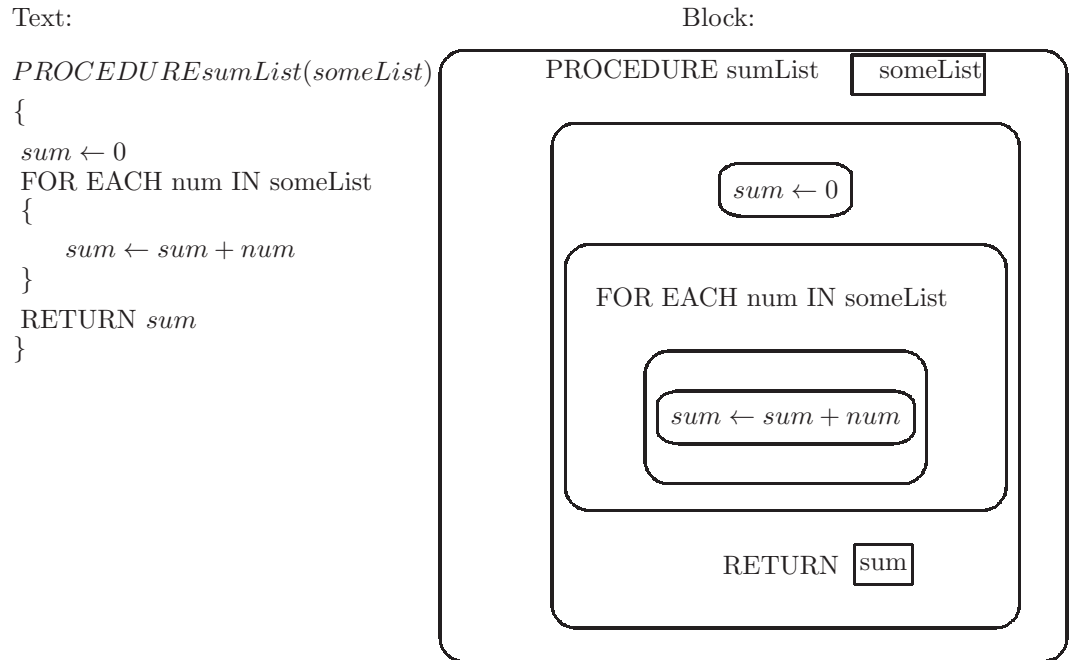 Text:
PROCEDUREsumList(someList)
{
sum ← 0
FOR EACH num IN someList
{
sum ← sum + num
}
RETURN sum
}
Block:
PROCEDURE sumList someList
sum ← 0
FOR EACH num IN someList
sum ← sum + num
RETURN sum